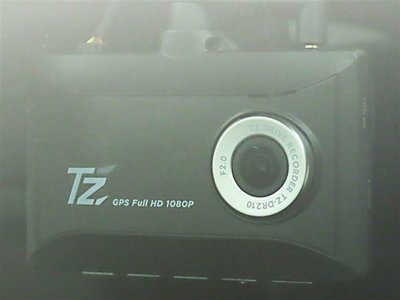 TZ
GPS Full HD 1080P
TZ DRIVE RECORDER TZ-DR210
F2.0